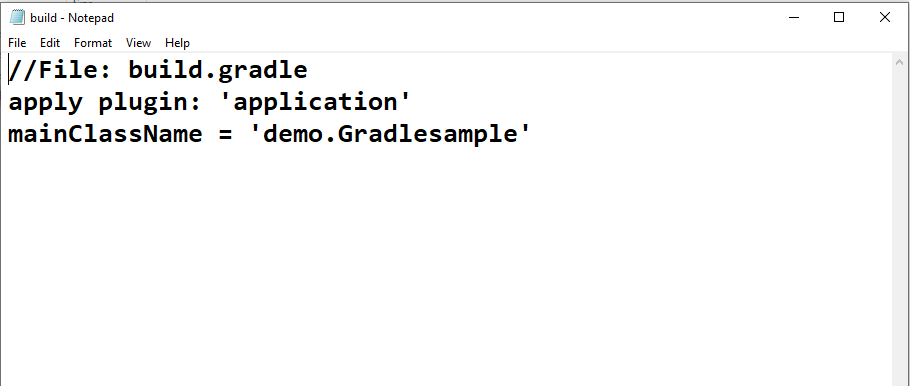 build - Notepad
File Edit Format View Help
//File: build.gradle
apply plugin: 'application'
mainClassName = 'demo.Gradlesample'